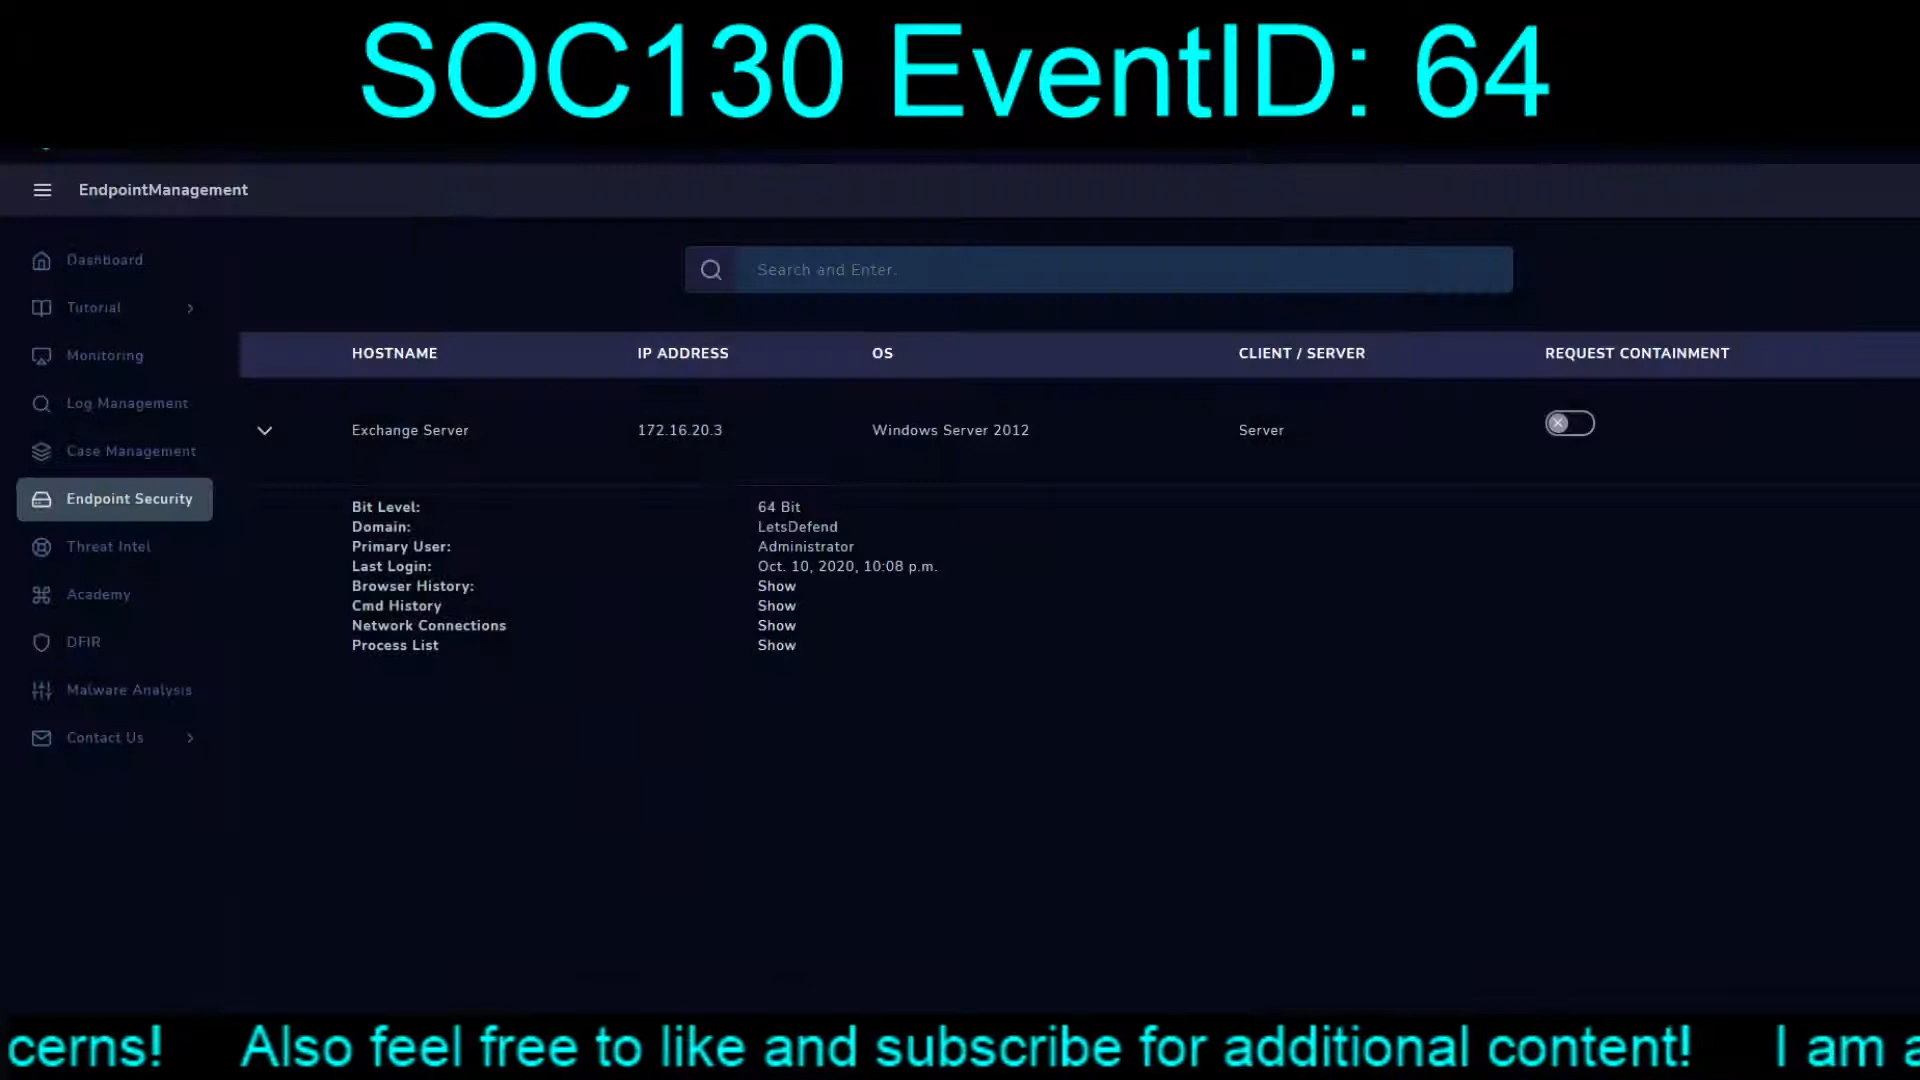 SOC130 EventID: 64
EndpointManagement
Dashboard
Tutorial
Monitoring
Log Management
Case Management
Endpoint Security
Threat Intel
Academy
DFIR
Malware Analysis
Contact Us
Search and Enter.
HOSTNAME IP ADDRESS OS CLIENT / SERVER REQUEST CONTAINMENT
Exchange Server 172.16.20.3 Windows Server 2012 Server
Bit Level: 64 Bit
Domain: LetsDefend
Primary User: Administrator
Last Login: Oct. 10, 2020, 10:08 p.m.
Browser History: Show
Cmd History Show
Network Connections Show
Process List Show
cerns! Also feel free to like and subscribe for additional content! I am a